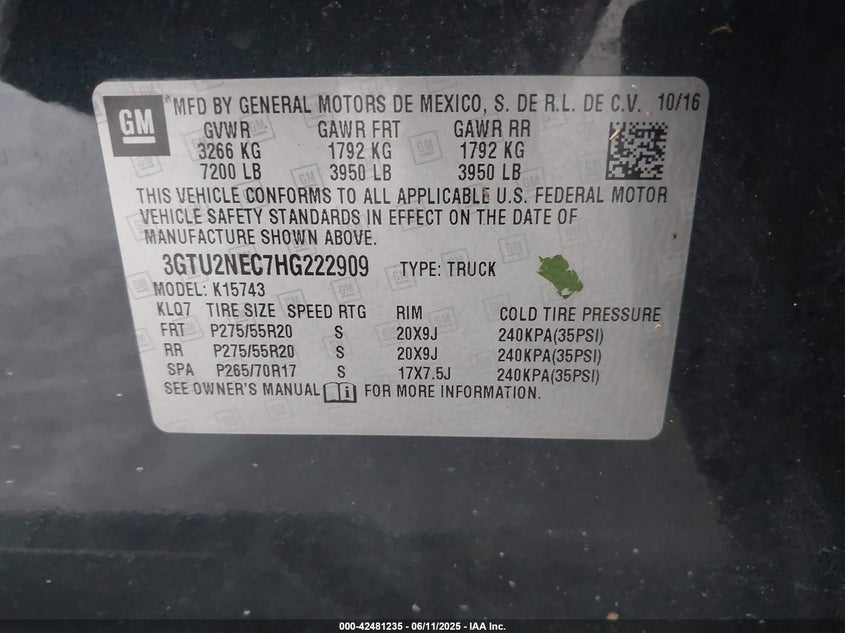 GM
MFD BY GENERAL MOTORS DE MEXICO, S. DE R.L. DE C.V. 10/16
GVWR GAWR FRT GAWR RR
3266 KG 1792 KG 1792 KG
7200 LB 3950 LB 3950 LB
THIS VEHICLE CONFORMS TO ALL APPLICABLE U.S. FEDERAL MOTOR
VEHICLE SAFETY STANDARDS IN EFFECT ON THE DATE OF
MANUFACTURE SHOWN ABOVE.
3GTU2NEC7HG222909 TYPE: TRUCK
MODEL: K15743
KLQ7 TIRE SIZE SPEED RTG RIM COLD TIRE PRESSURE
FRT P275/55R20 S 20X9J 240KPA(35PSI)
RR P275/55R20 S 20X9J 240KPA(35PSI)
SPA P265/70R17 S 17X7.5J 240KPA(35PSI)
SEE OWNER'S MANUAL i FOR MORE INFORMATION.
000-42481235 - 06/11/2025 - IAA Inc.